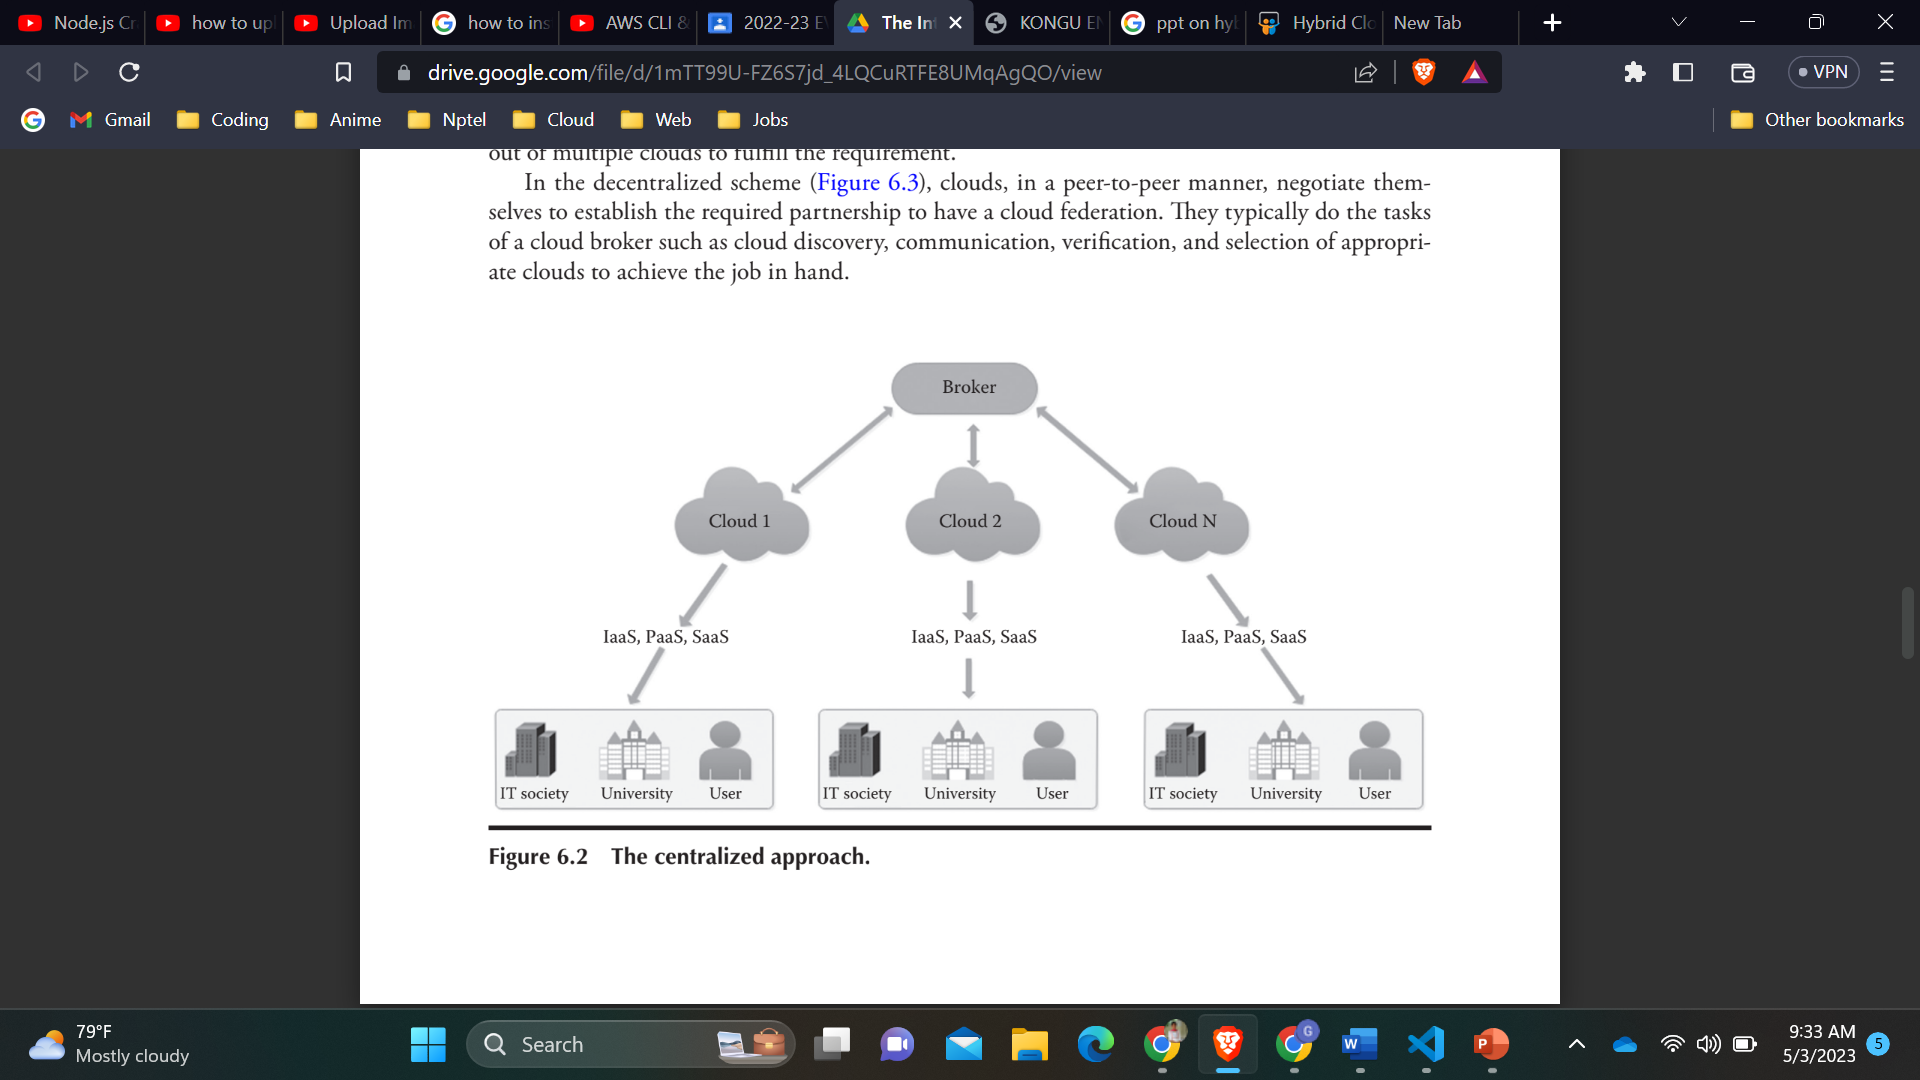 Node.js Cr
how to upl
Upload Im
how to ins
AWS CLI &
2022-23 E
The Int
KONGU E
ppt on hyb
Hybrid Clo
New Tab
drive.google.com/file/d/1mTT99U-FZ6S7jd_4LQCuRTFE8UMqAgQO/view
VPN
Gmail
Coding
Anime
Nptel
Cloud
Web
Jobs
Other bookmarks
out of multiple clouds to fulfill the requirement.
In the decentralized scheme (Figure 6.3), clouds, in a peer-to-peer manner, negotiate them-
selves to establish the required partnership to have a cloud federation. They typically do the tasks
of a cloud broker such as cloud discovery, communication, verification, and selection of appropri-
ate clouds to achieve the job in hand.
Broker
Cloud 1
Cloud 2
Cloud N
IaaS, PaaS, SaaS
IaaS, PaaS, SaaS
IaaS, PaaS, SaaS
IT society University User
IT society University User
IT society University User
Figure 6.2 The centralized approach.
79°F
Mostly cloudy
Search
G
W
P
9:33 AM
5/3/2023
5